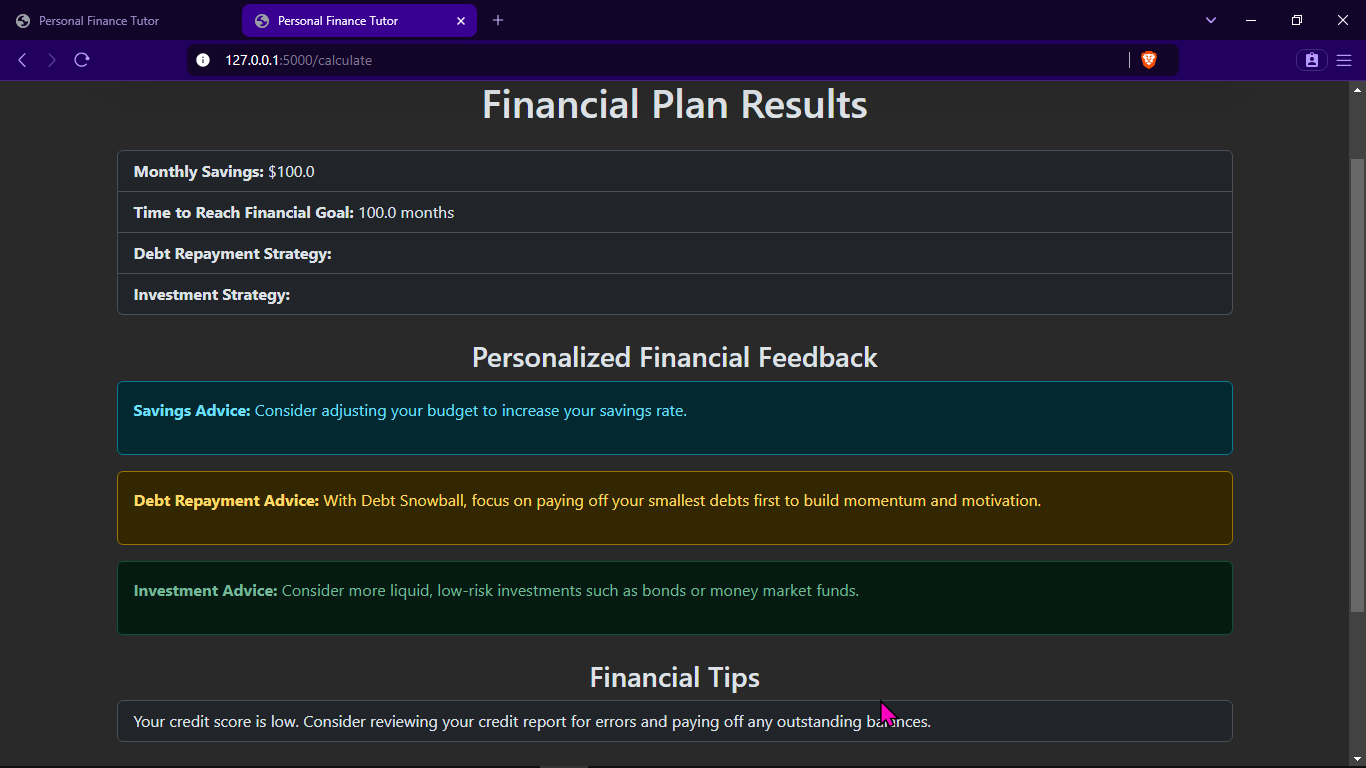 Personal Finance Tutor
Personal Finance Tutor
127.0.0.1:5000/calculate
Financial Plan Results
Monthly Savings: $100.0
Time to Reach Financial Goal: 100.0 months
Debt Repayment Strategy:
Investment Strategy:
Personalized Financial Feedback
Savings Advice: Consider adjusting your budget to increase your savings rate.
Debt Repayment Advice: With Debt Snowball, focus on paying off your smallest debts first to build momentum and motivation.
Investment Advice: Consider more liquid, low-risk investments such as bonds or money market funds.
Financial Tips
Your credit score is low. Consider reviewing your credit report for errors and paying off any outstanding balances.